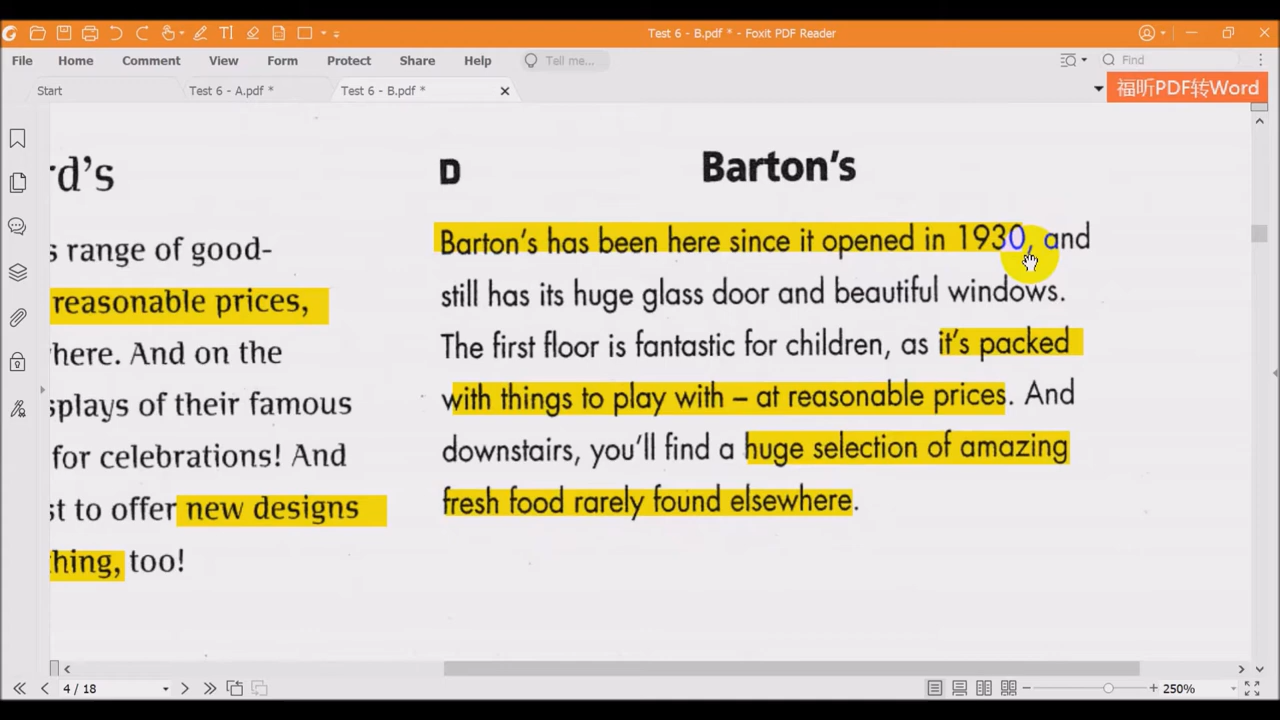 Test 6 - B.pdf * - Foxit PDF Reader
File Home Comment View Form Protect Share Help Tell me... Find
Start Test 6 - A.pdf * Test 6 - B.pdf *
福听PDF转Word
rd's
s range of good-
reasonable prices,
here. And on the
splays of their famous
for celebrations! And
st to offer new designs
hing, too!
D Barton's
Barton's has been here since it opened in 1930, and
still has its huge glass door and beautiful windows.
The first floor is fantastic for children, as it's packed
with things to play with – at reasonable prices. And
downstairs, you'll find a huge selection of amazing
fresh food rarely found elsewhere.
4 / 18
250%